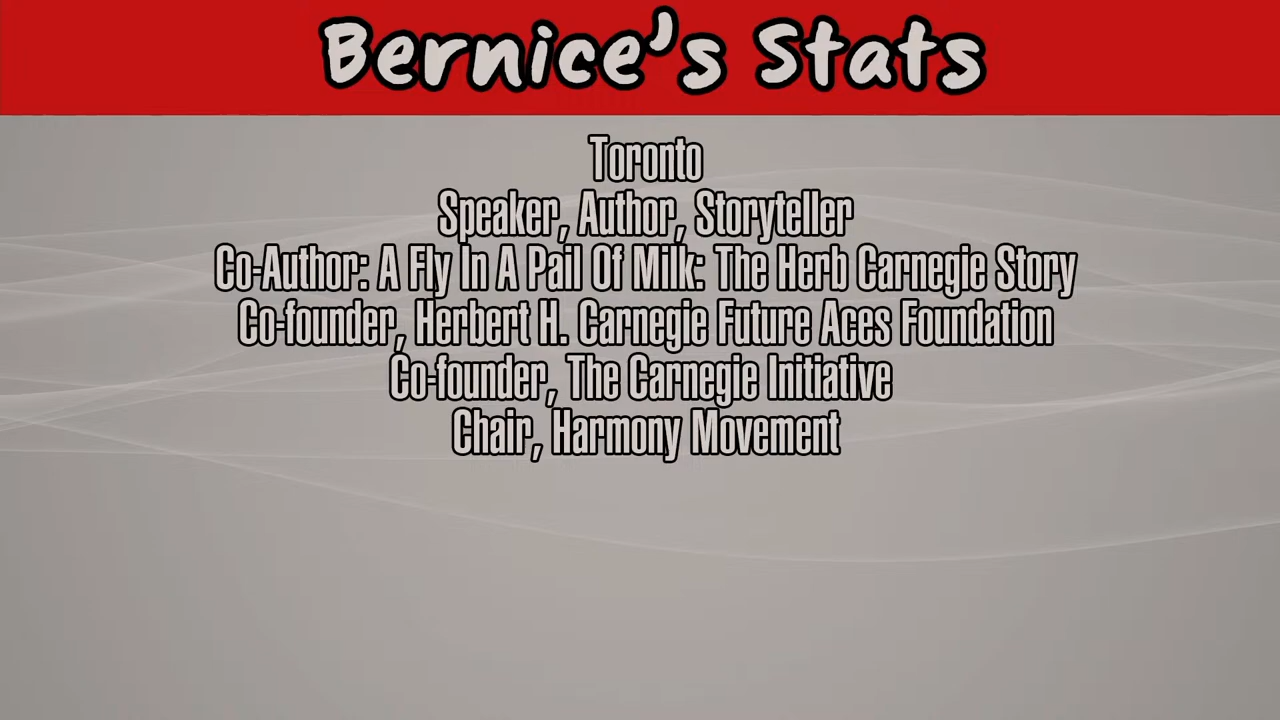 Bernice's Stats
Toronto
Speaker, Author, Storyteller
Co-Author: A Fly In A Pail Of Milk: The Herb Carnegie Story
Co-founder, Herbert H. Carnegie Future Aces Foundation
Co-founder, The Carnegie Initiative
Chair, Harmony Movement